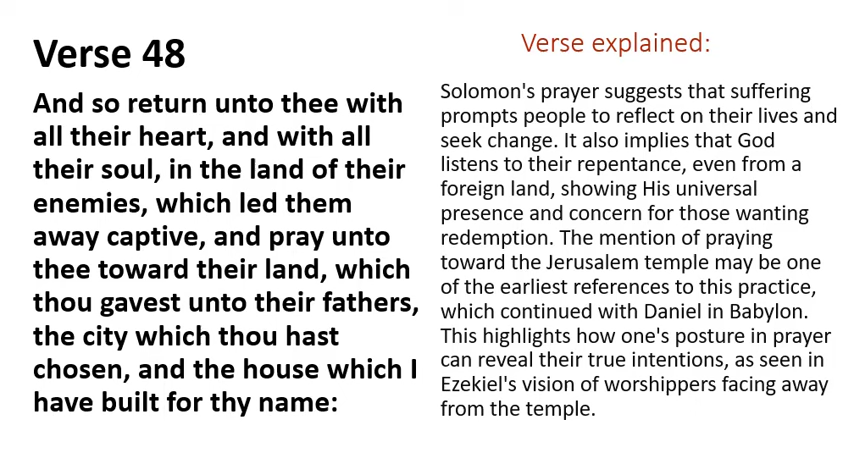 Verse 48
And so return unto thee with
all their heart, and with all
their soul, in the land of their
enemies, which led them
away captive, and pray unto
thee toward their land, which
thou gavest unto their fathers,
the city which thou hast
chosen, and the house which I
have built for thy name:
Verse explained:
Solomon's prayer suggests that suffering
prompts people to reflect on their lives and
seek change. It also implies that God
listens to their repentance, even from a
foreign land, showing His universal
presence and concern for those wanting
redemption. The mention of praying
toward the Jerusalem temple may be one
of the earliest references to this practice,
which continued with Daniel in Babylon.
This highlights how one's posture in prayer
can reveal their true intentions, as seen in
Ezekiel's vision of worshippers facing away
from the temple.